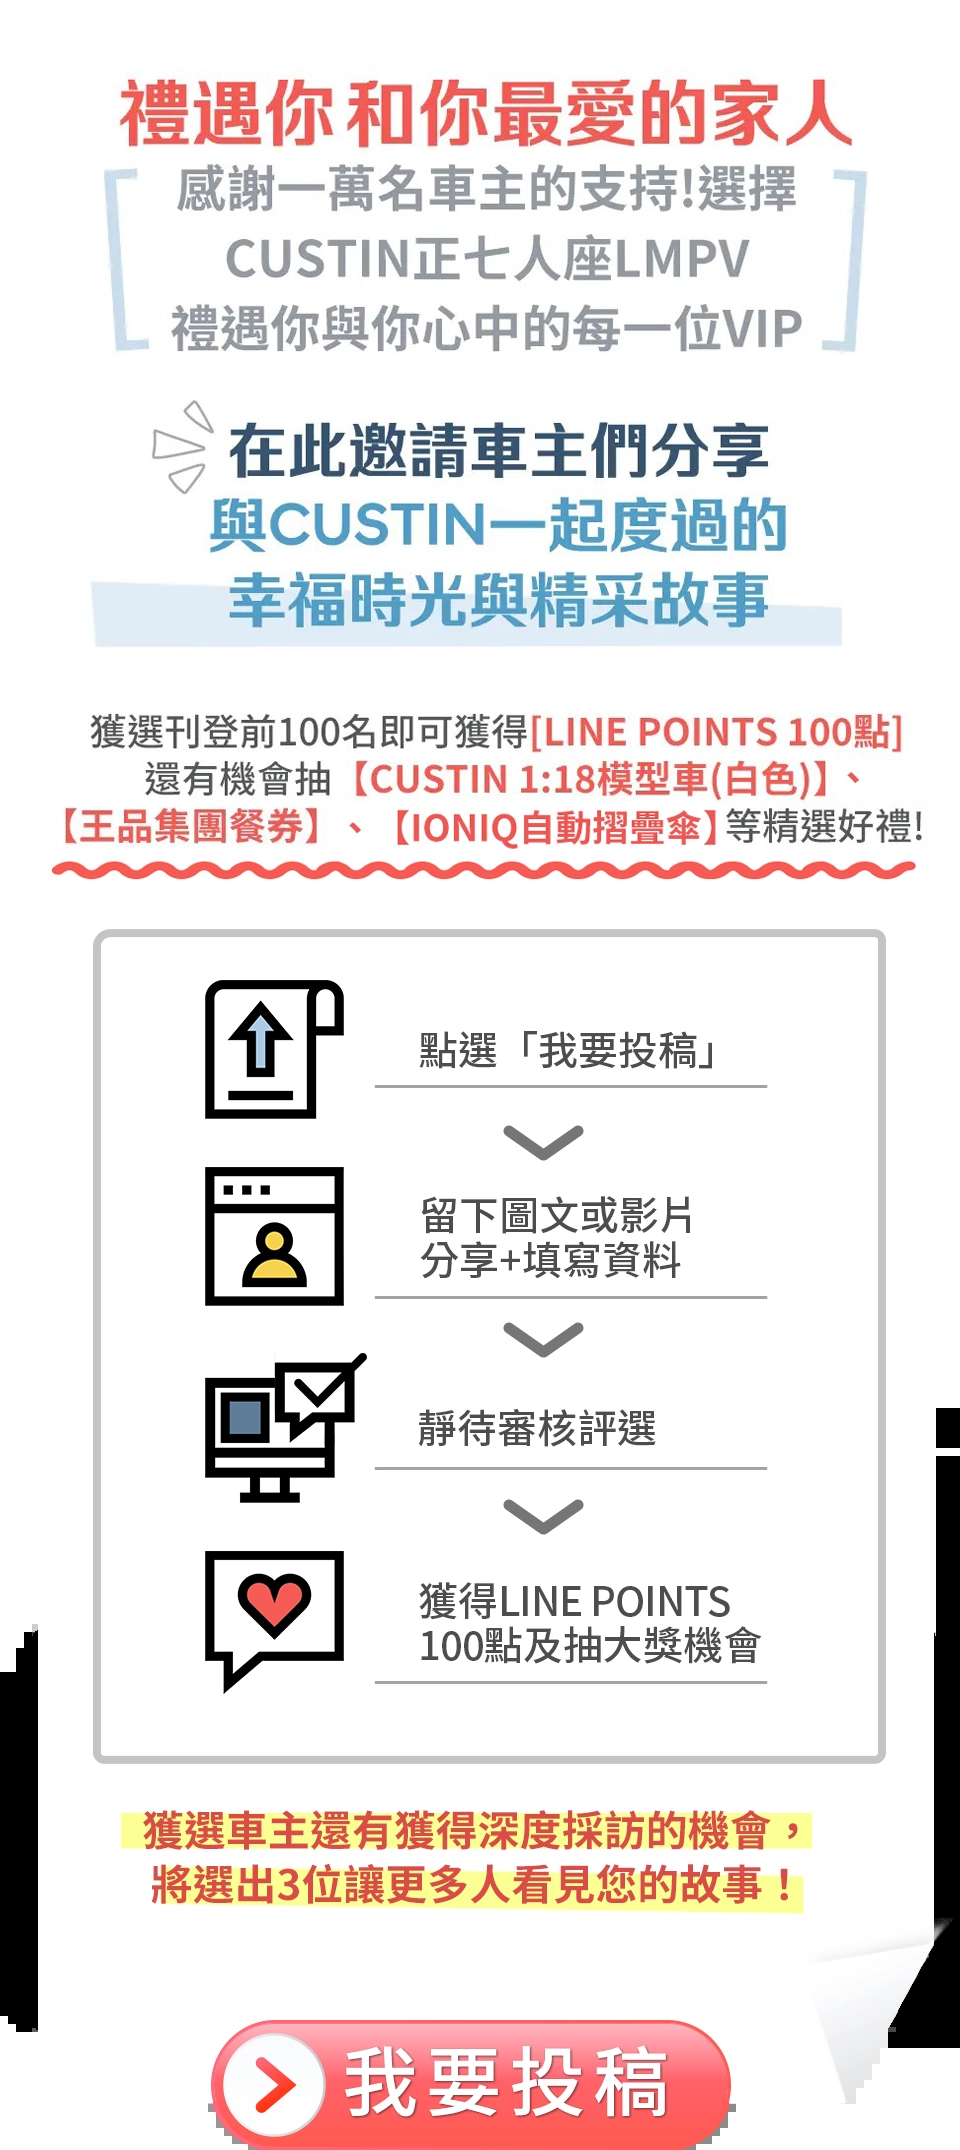 禮遇你和你最愛的家人
感謝一萬名車主的支持!選擇
CUSTIN正七人座LMPV
禮遇你與你心中的每一位VIP
在此邀請車主們分享
與CUSTIN一起度過的
幸福時光與精采故事
獲選刊登前100名即可獲得[LINE POINTS 100點]
還有機會抽【CUSTIN 1:18模型車(白色)】、
【王品集團餐券】、【IONIQ自動摺疊傘】等精選好禮!
點選「我要投稿」
留下圖文或影片
分享+填寫資料
靜待審核評選
獲得LINE POINTS
100點及抽大獎機會
獲選車主還有獲得深度採訪的機會，
將選出3位讓更多人看見您的故事！
我要投稿